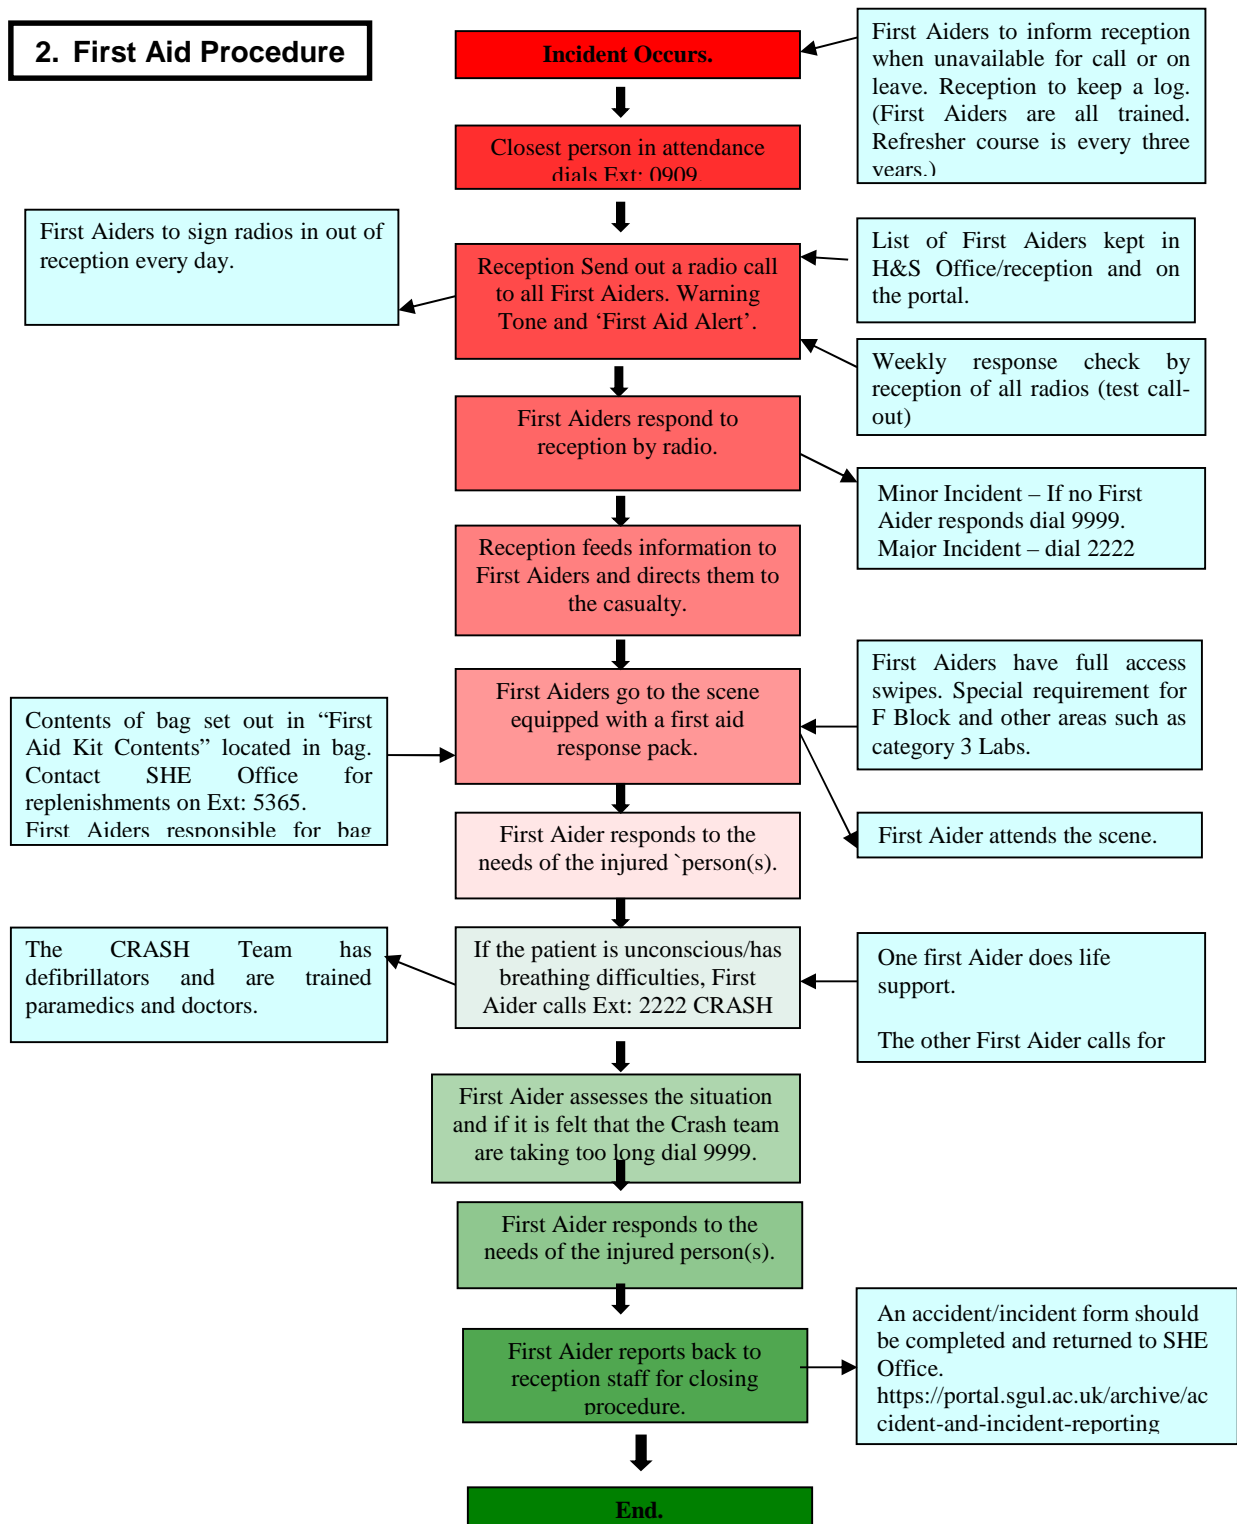 2. First Aid Procedure
Incident Occurs.
First Aiders to inform reception
when unavailable for call or on
leave. Reception to keep a log.
(First Aiders are all trained.
Refresher course is every three
years.)
Closest person in attendance
dials Ext: 0909.
First Aiders to sign radios in out of
reception every day.
Reception Send out a radio call
to all First Aiders. Warning
Tone and ‘First Aid Alert’.
List of First Aiders kept in
H&S Office/reception and on
the portal.
Weekly response check by
reception of all radios (test call-
out)
First Aiders respond to
reception by radio.
Minor Incident – If no First
Aider responds dial 9999.
Major Incident – dial 2222
Reception feeds information to
First Aiders and directs them to
the casualty.
First Aiders go to the scene
equipped with a first aid
response pack.
First Aiders have full access
swipes. Special requirement for
F Block and other areas such as
category 3 Labs.
Contents of bag set out in “First
Aid Kit Contents” located in bag.
Contact SHE Office for
replenishments on Ext: 5365.
First Aiders responsible for bag
First Aider attends the scene.
First Aider responds to the
needs of the injured `person(s).
The CRASH Team has
defibrillators and are trained
paramedics and doctors.
If the patient is unconscious/has
breathing difficulties, First
Aider calls Ext: 2222 CRASH
One first Aider does life
support.
The other First Aider calls for
First Aider assesses the situation
and if it is felt that the Crash team
are taking too long dial 9999.
First Aider responds to the
needs of the injured person(s).
First Aider reports back to
reception staff for closing
procedure.
An accident/incident form should
be completed and returned to SHE
Office.
https://portal.sgul.ac.uk/archive/ac
cident-and-incident-reporting
End.